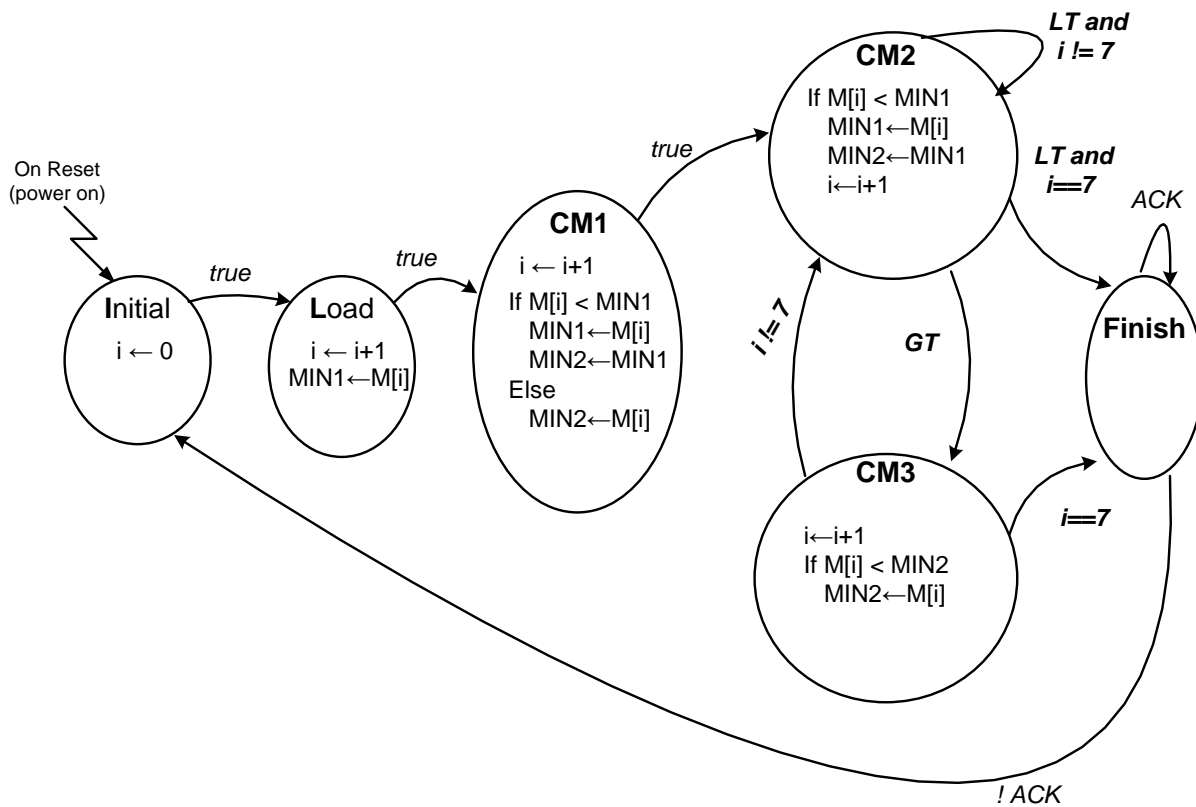 On Reset
(power on)
Initial
i ← 0
true
Load
i ← i+1
MIN1←M[i]
true
CM1
i ← i+1
If M[i] < MIN1
MIN1←M[i]
MIN2←MIN1
Else
MIN2←M[i]
true
CM2
If M[i] < MIN1
MIN1←M[i]
MIN2←MIN1
i←i+1
LT and
i != 7
LT and
i==7
i != 7
GT
CM3
i←i+1
If M[i] < MIN2
MIN2←M[i]
i==7
ACK
Finish
! ACK